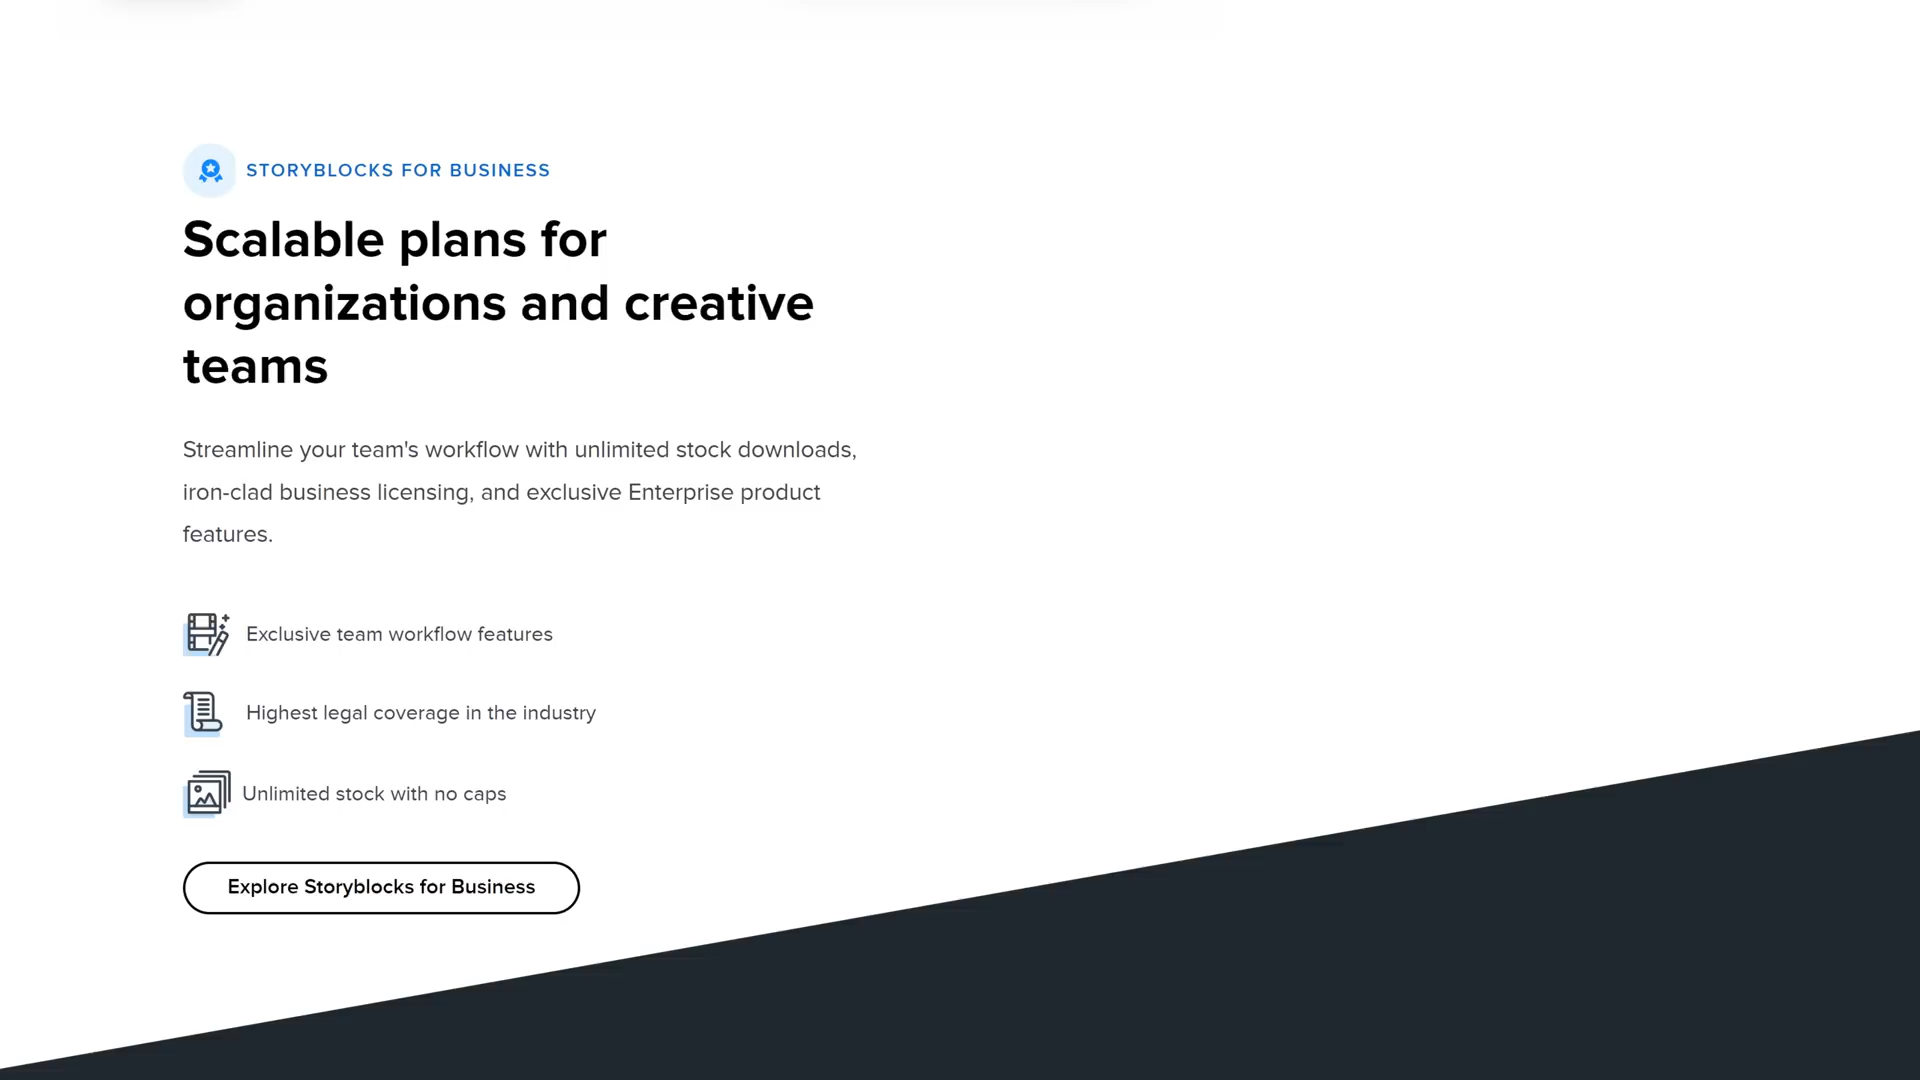 STORYBLOCKS FOR BUSINESS
Scalable plans for
organizations and creative
teams
Streamline your team's workflow with unlimited stock downloads,
iron-clad business licensing, and exclusive Enterprise product
features.
Exclusive team workflow features
Highest legal coverage in the industry
Unlimited stock with no caps
Explore Storyblocks for Business